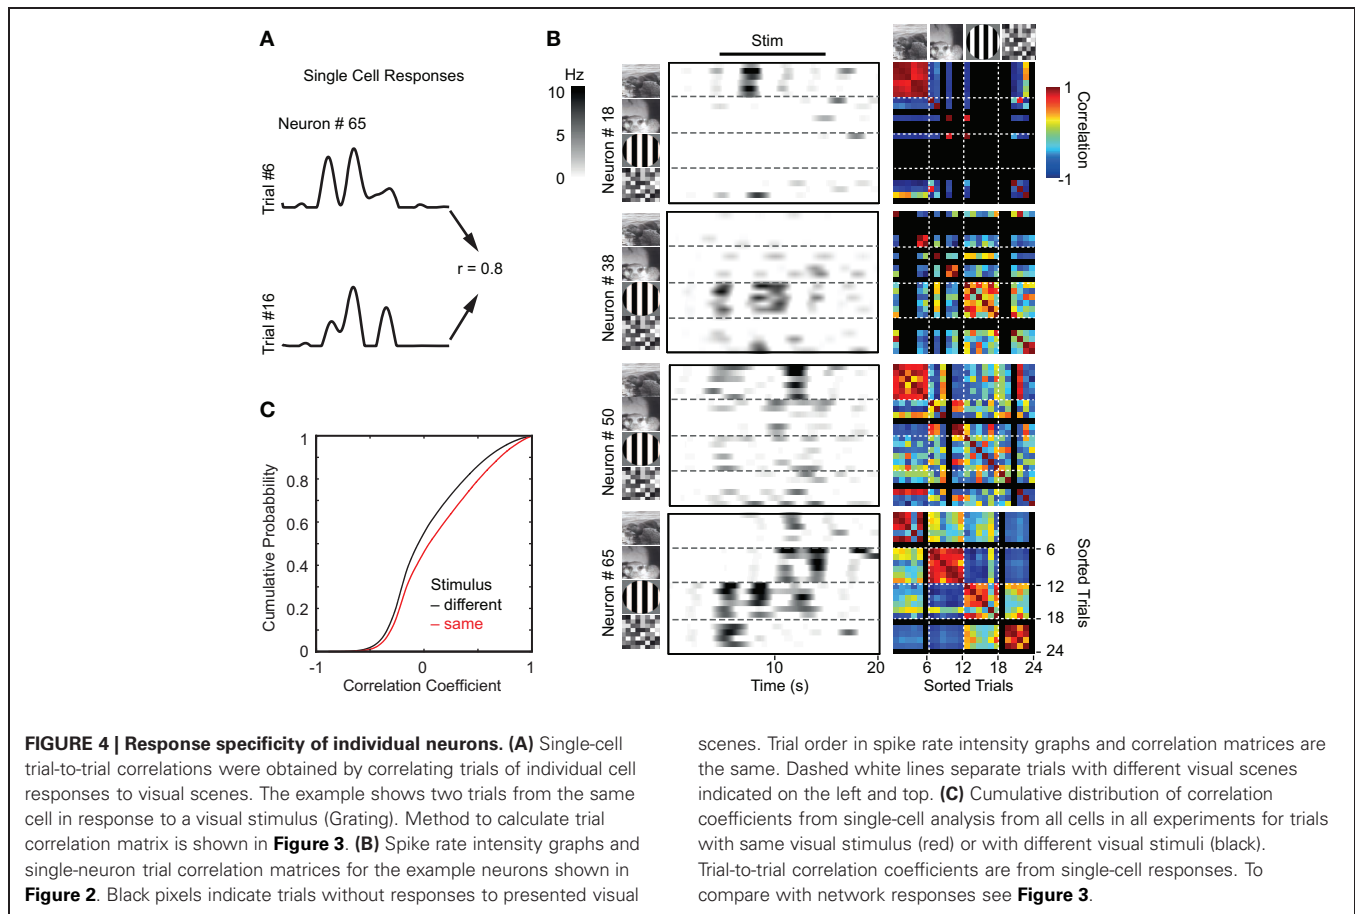 A
Single Cell Responses
Neuron # 65
Trial #6
r = 0.8
Trial #16
Hz
10
5
0
B
Stim
Neuron # 18
Neuron # 38
Neuron # 50
Neuron # 65
10
20
Time (s)
1
-1
Correlation
6
12
18
24
Sorted Trials
6
12
18
24
Sorted Trials
C
1
0.8
0.6
0.4
0.2
0
Cumulative Probabbility
Stimulus
– different
– same
-1
0
1
Correlation Coefficient
FIGURE 4 | Response specificity of individual neurons. (A) Single-cell
trial-to-trial correlations were obtained by correlating trials of individual cell
responses to visual scenes. The example shows two trials from the same
cell in response to a visual stimulus (Grating). Method to calculate trial
correlation matrix is shown in Figure 3. (B) Spike rate intensity graphs and
single-neuron trial correlation matrices for the example neurons shown in
Figure 2. Black pixels indicate trials without responses to presented visual
scenes. Trial order in spike rate intensity graphs and correlation matrices are
the same. Dashed white lines separate trials with different visual scenes
indicated on the left and top. (C) Cumulative distribution of correlation
coefficients from single-cell analysis from all cells in all experiments for trials
with same visual stimulus (red) or with different visual stimuli (black).
Trial-to-trial correlation coefficients are from single-cell responses. To
compare with network responses see Figure 3.